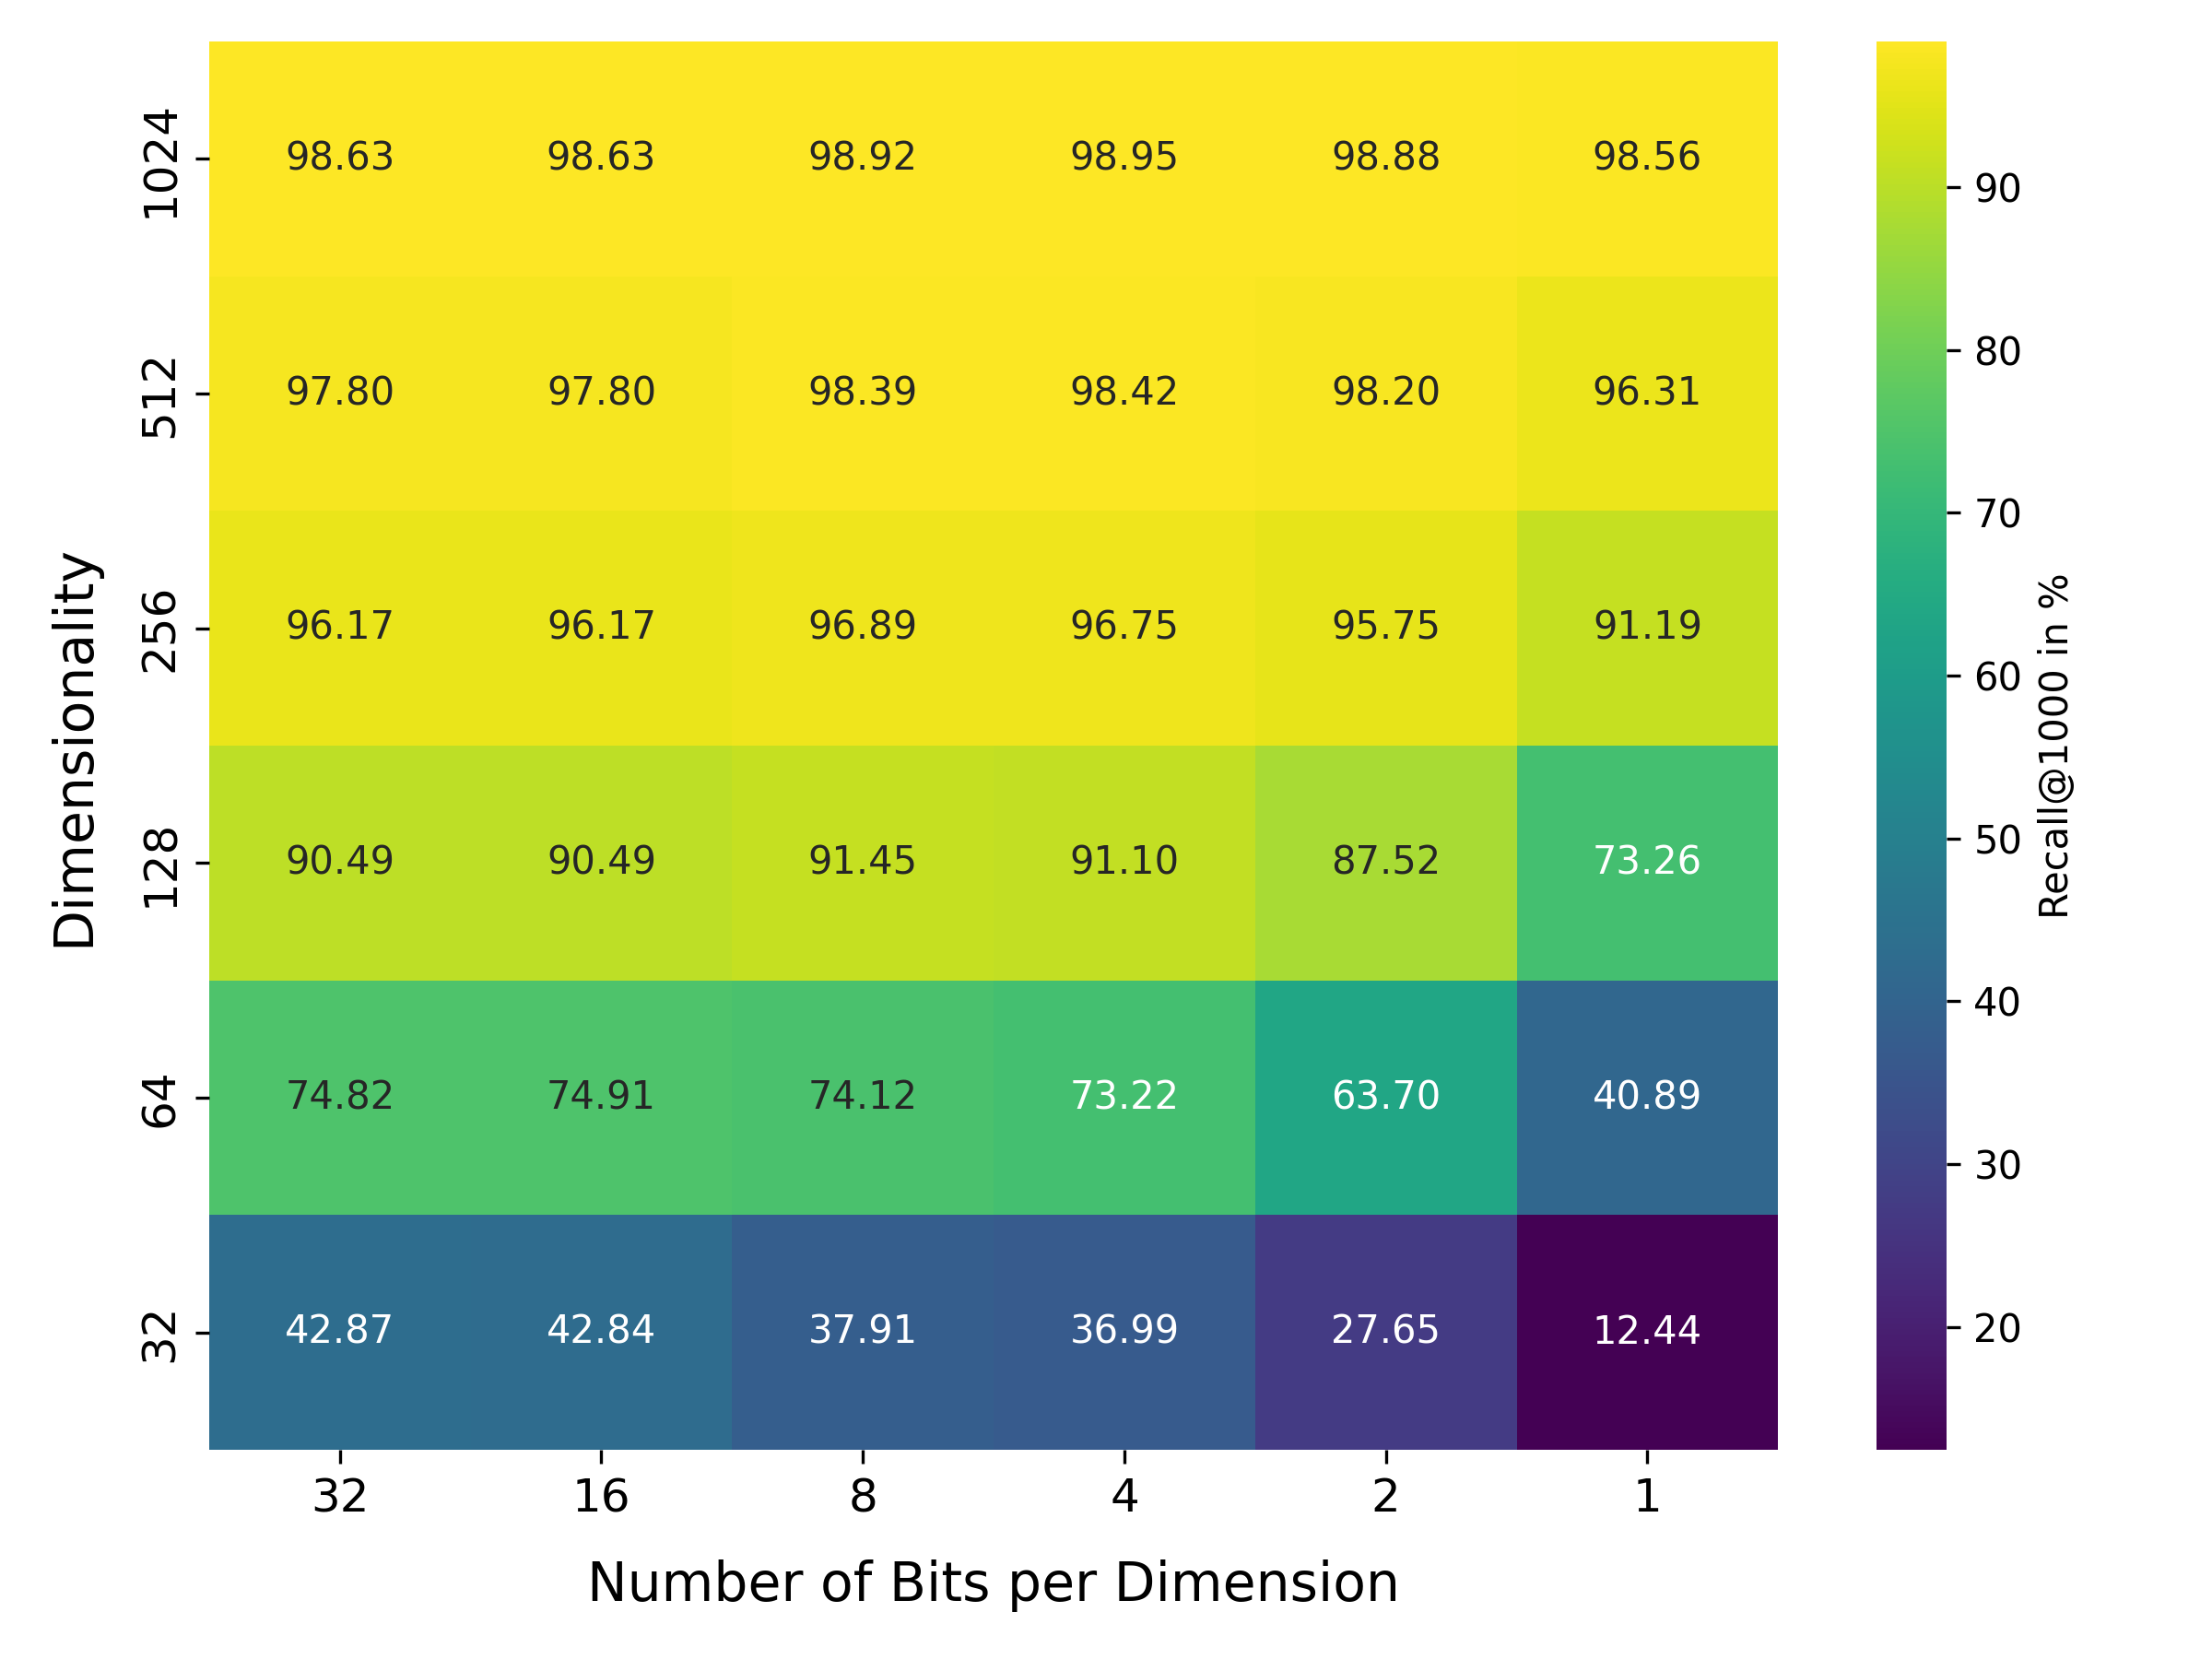 1024 98.63 98.63 98.92 98.95 98.88 98.56
512 97.80 97.80 98.39 98.42 98.20 96.31
256 96.17 96.17 96.89 96.75 95.75 91.19
128 90.49 90.49 91.45 91.10 87.52 73.26
64 74.82 74.91 74.12 73.22 63.70 40.89
32 42.87 42.84 37.91 36.99 27.65 12.44
32 16 8 4 2 1
Number of Bits per Dimension
Dimensionality
90
80
70
60
50
40
30
20
Recall@1000 in %